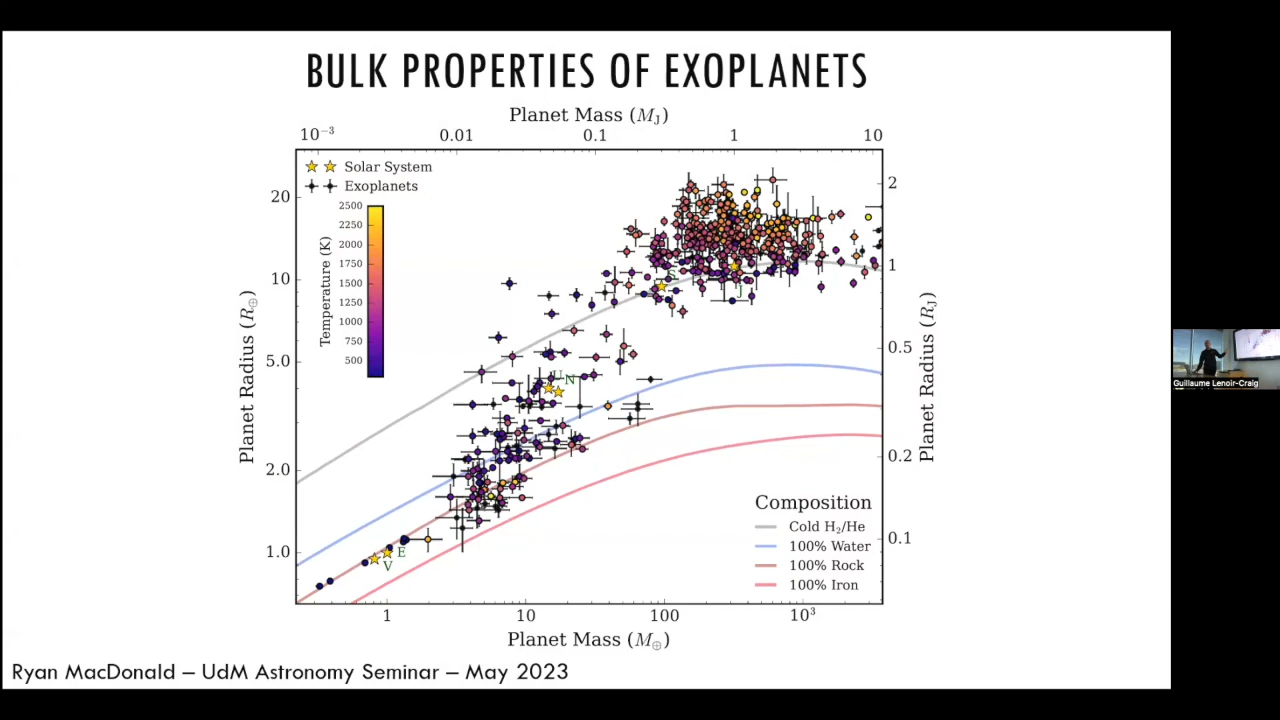 BULK PROPERTIES OF EXOPLANETS
Planet Mass (M_J)
10⁻³ 0.01 0.1 1 10
Solar System
Exoplanets
Temperature (K)
2500
2250
2000
1750
1500
1250
1000
750
500
Planet Radius (R⊕)
20
10
5.0
2.0
1.0
Planet Radius (R_J)
2
1
0.5
0.2
0.1
J
U
N
E
V
Composition
Cold H₂/He
100% Water
100% Rock
100% Iron
1 10 100 10³
Planet Mass (M⊕)
Ryan MacDonald – UdM Astronomy Seminar – May 2023
Guillaume Lenoir-Craig